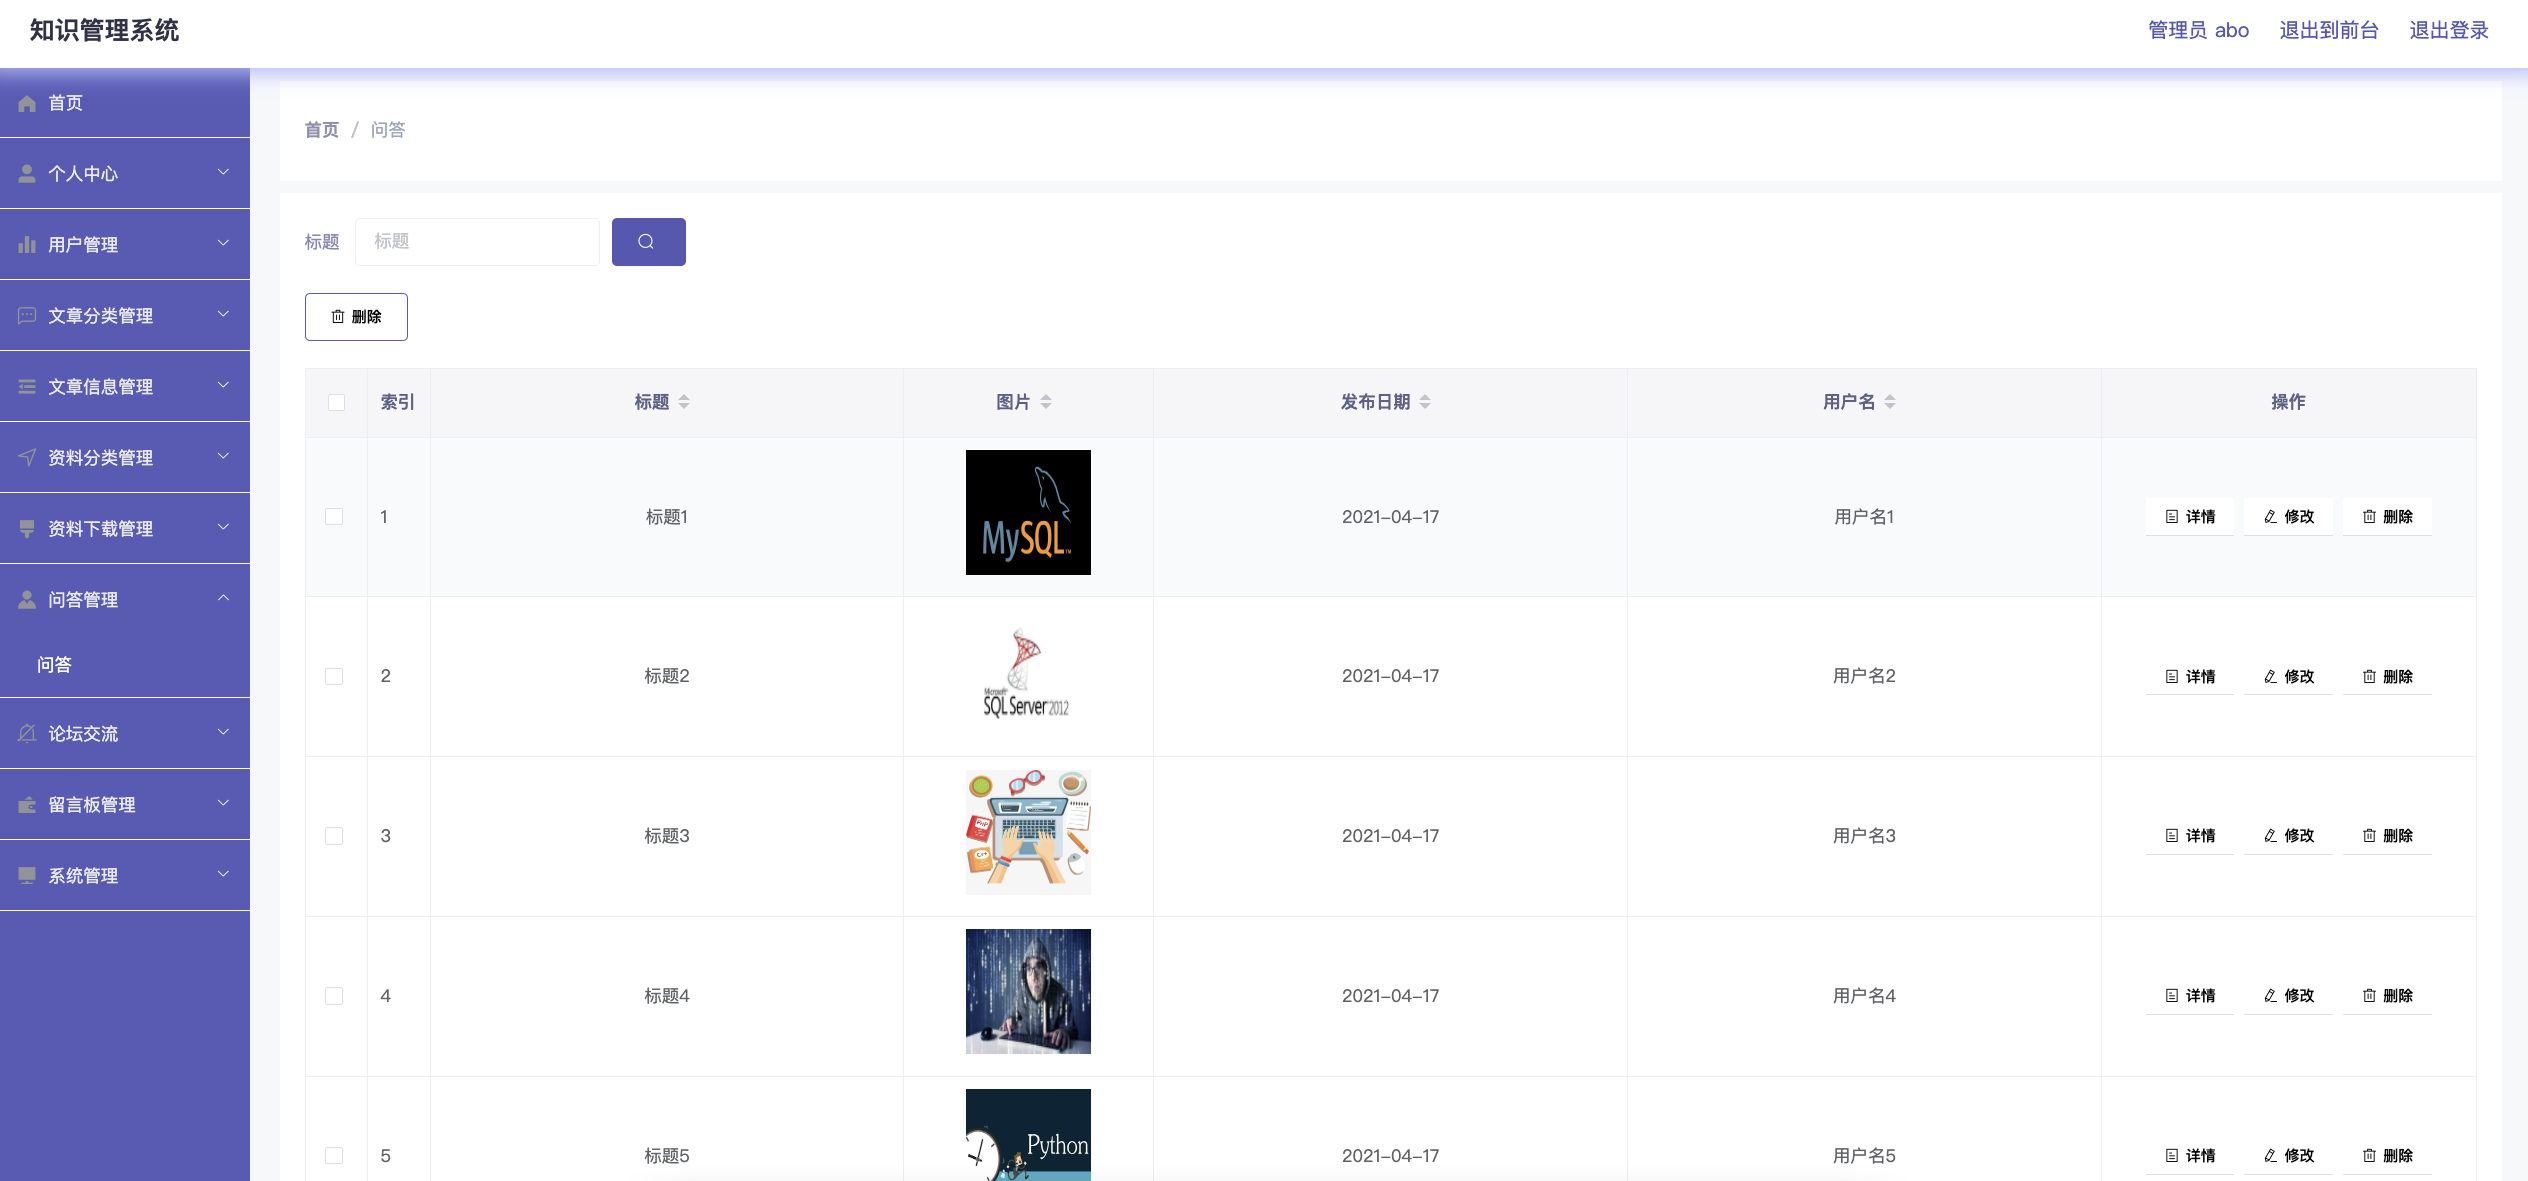 知识管理系统
管理员 abo 退出到前台 退出登录
首页
个人中心
用户管理
文章分类管理
文章信息管理
资料分类管理
资料下载管理
问答管理
问答
论坛交流
留言板管理
系统管理
首页 / 问答
标题 标题
删除
索引 标题 图片 发布日期 用户名 操作
1 标题1 MySQL 2021-04-17 用户名1 详情 修改 删除
2 标题2 Microsoft SQL Server 2012 2021-04-17 用户名2 详情 修改 删除
3 标题3 PHP C++ 2021-04-17 用户名3 详情 修改 删除
4 标题4 2021-04-17 用户名4 详情 修改 删除
5 标题5 Python 2021-04-17 用户名5 详情 修改 删除